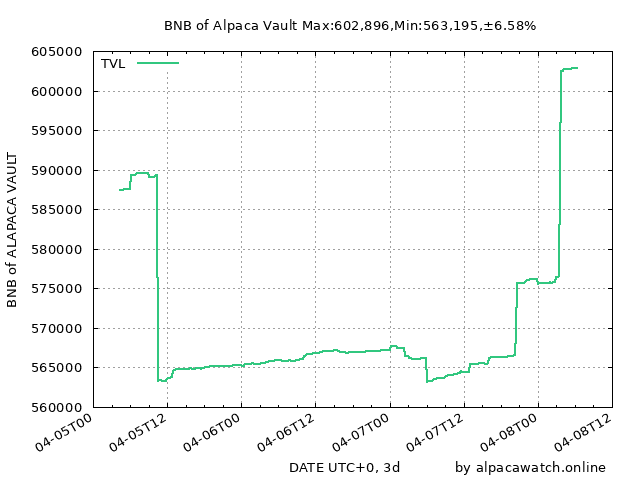 BNB of Alpaca Vault Max:602,896,Min:563,195,±6.58%
TVL
605000
600000
595000
590000
585000
580000
575000
570000
565000
560000
BNB of ALAPACA VAULT
04-05T00
04-05T12
04-06T00
04-06T12
04-07T00
04-07T12
04-08T00
04-08T12
DATE UTC+0, 3d
by alpacawatch.online